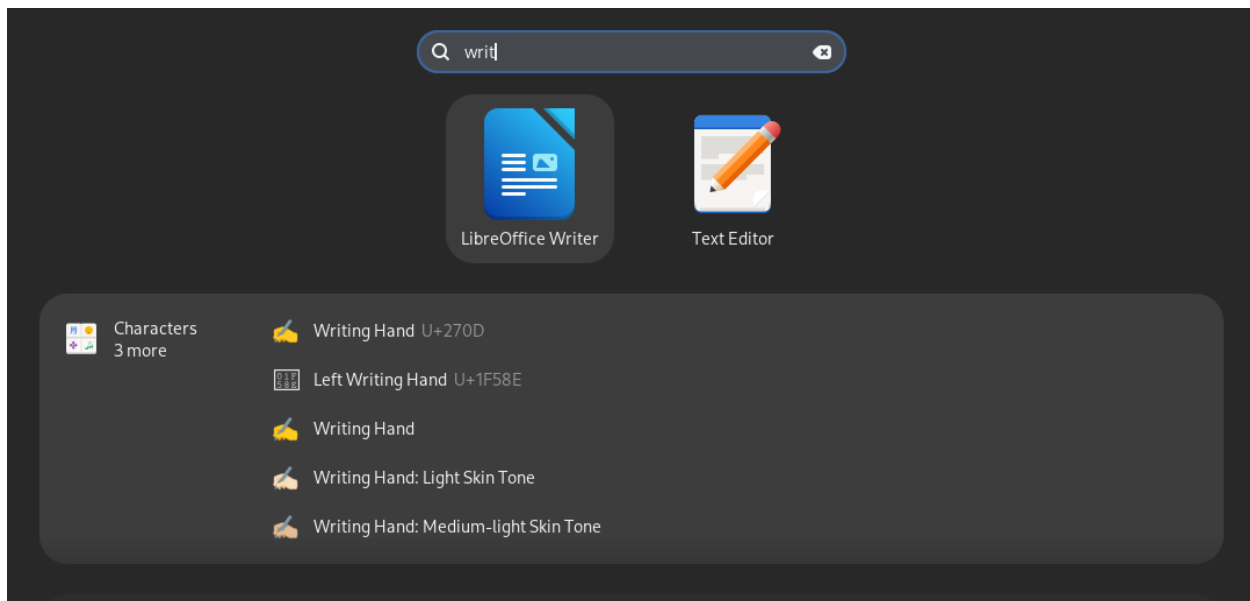 writ
LibreOffice Writer
Text Editor
Characters
3 more
Writing Hand U+270D
Left Writing Hand U+1F58E
Writing Hand
Writing Hand: Light Skin Tone
Writing Hand: Medium-light Skin Tone